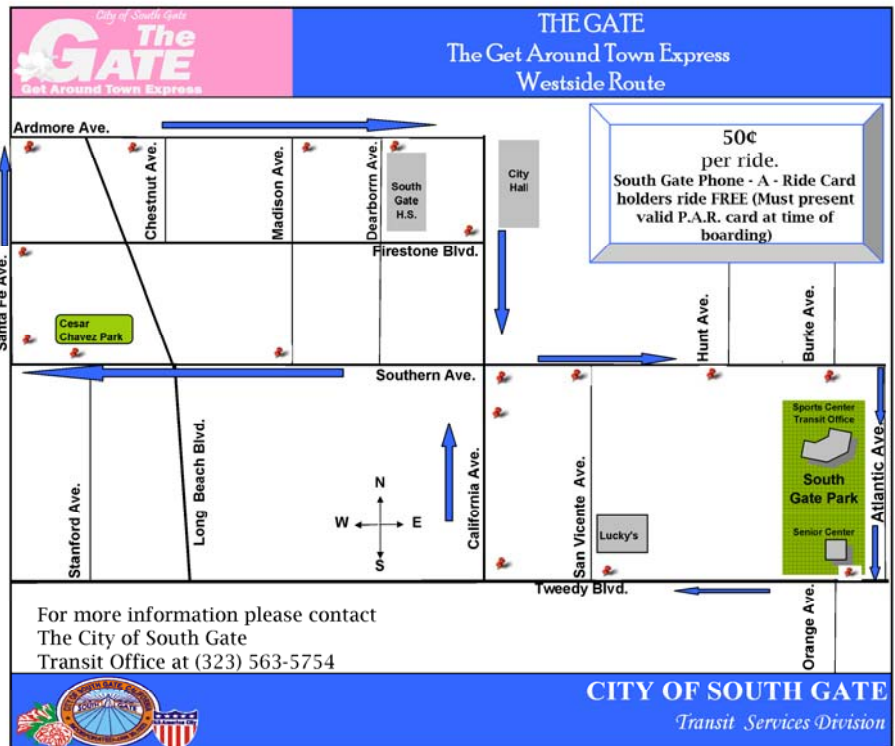 City of South Gate
The
GATE
Get Around Town Express
THE GATE
The Get Around Town Express
Westside Route
50¢
per ride.
South Gate Phone - A - Ride Card
holders ride FREE (Must present
valid P.A.R. card at time of
boarding)
Ardmore Ave.
Chestnut Ave.
Madison Ave.
Dearborrn Ave.
South
Gate
H.S.
City
Hall
Firestone Blvd.
Santa Fe Ave.
Cesar
Chavez Park
Hunt Ave.
Burke Ave.
Southern Ave.
Stanford Ave.
Long Beach Blvd.
N
W
E
S
California Ave.
San Vicente Ave.
Lucky's
Sports Center
Transit Office
South
Gate Park
Senior Center
Atlantic Ave.
Tweedy Blvd.
Orange Ave.
For more information please contact
The City of South Gate
Transit Office at (323) 563-5754
CITY OF SOUTH GATE
Transit Services Division